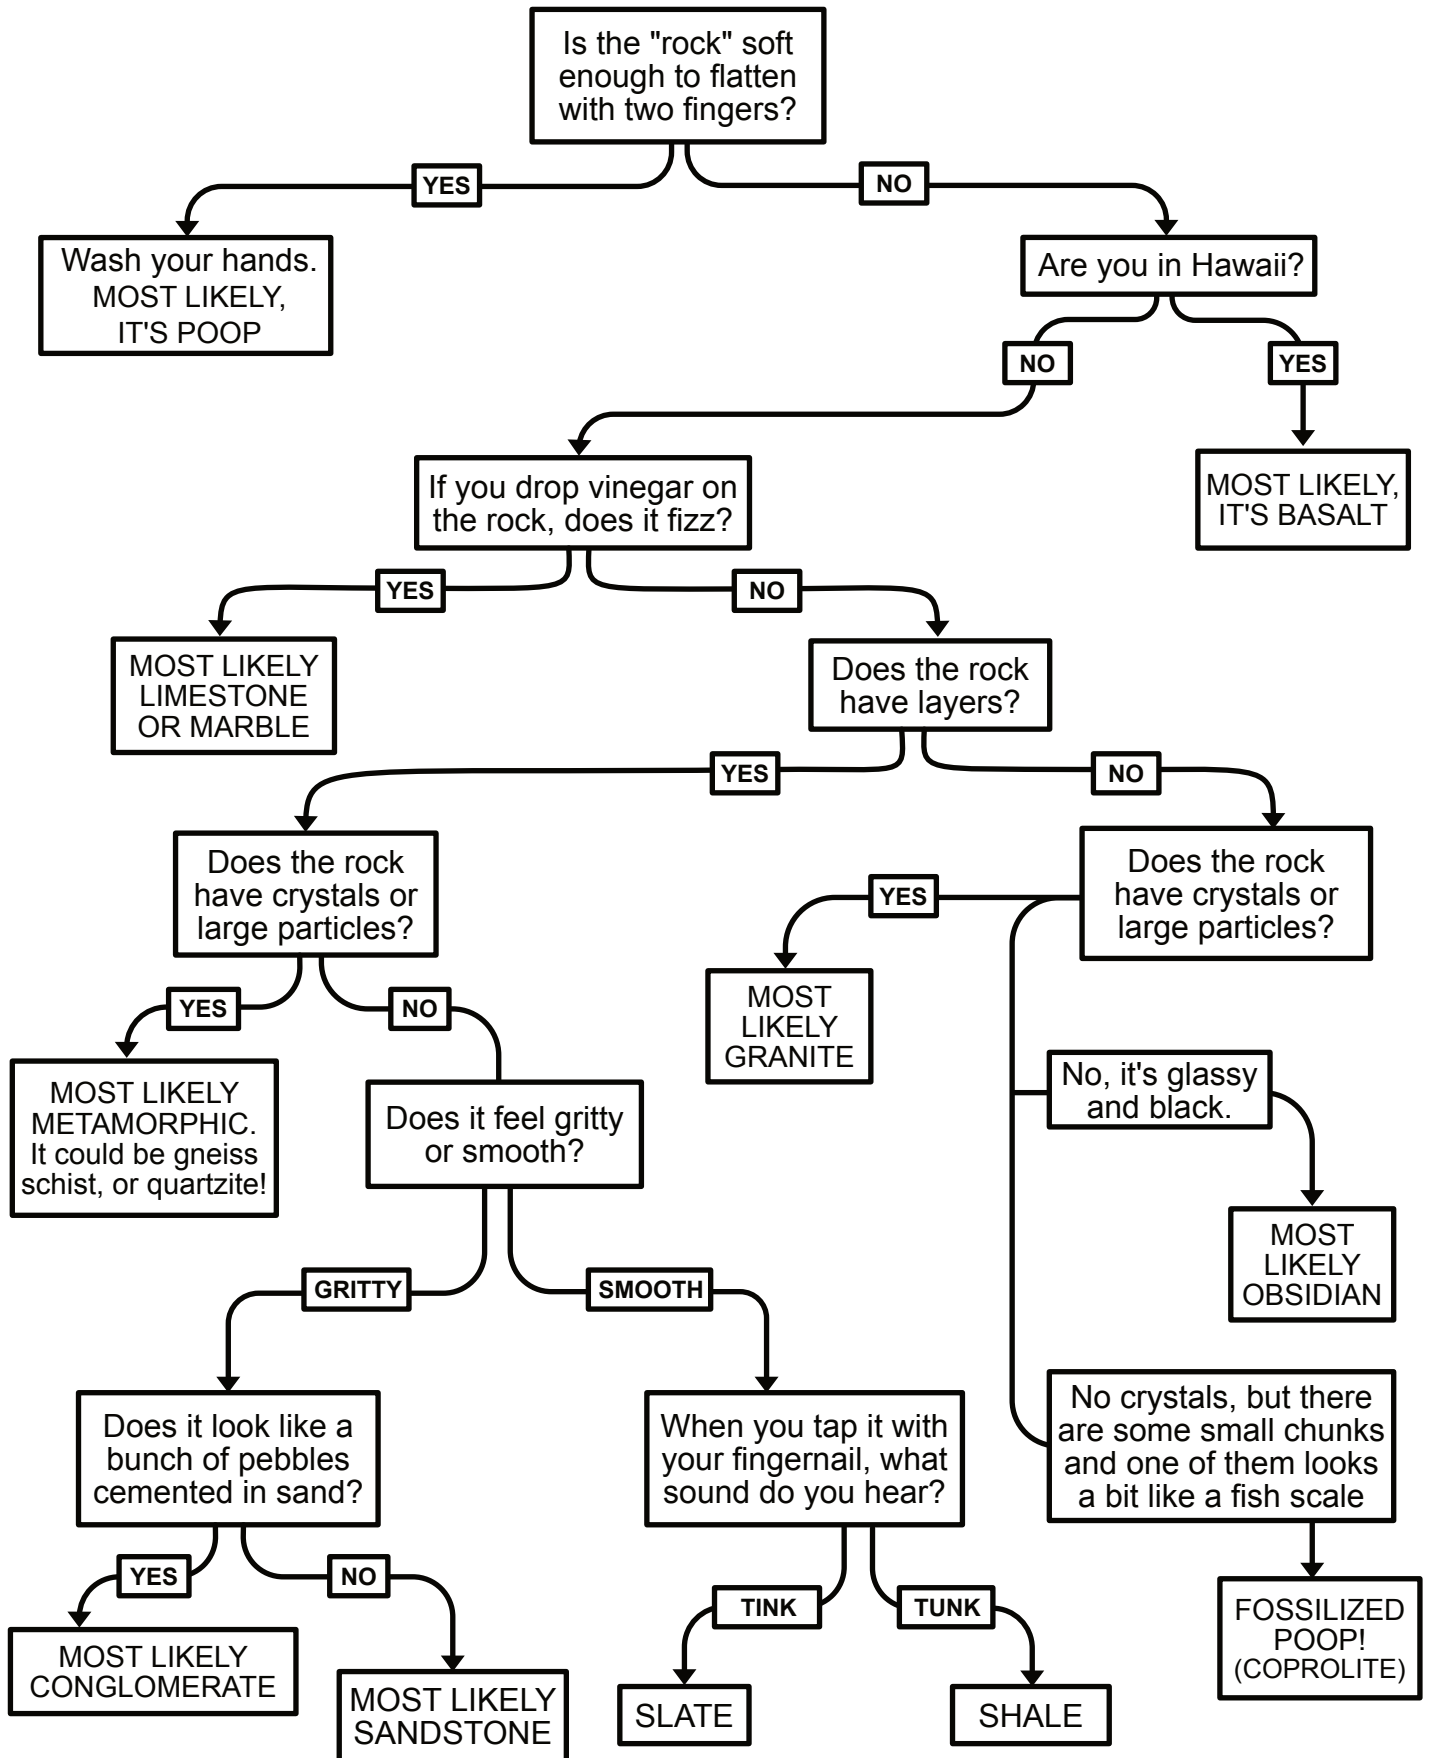 Is the "rock" soft
enough to flatten
with two fingers?
YES
NO
Wash your hands.
MOST LIKELY,
IT'S POOP
Are you in Hawaii?
NO
YES
If you drop vinegar on
the rock, does it fizz?
MOST LIKELY,
IT'S BASALT
YES
NO
MOST LIKELY
LIMESTONE
OR MARBLE
Does the rock
have layers?
YES
NO
Does the rock
have crystals or
large particles?
Does the rock
have crystals or
large particles?
YES
YES
NO
MOST
LIKELY
GRANITE
MOST LIKELY
METAMORPHIC.
It could be gneiss
schist, or quartzite!
Does it feel gritty
or smooth?
No, it's glassy
and black.
MOST
LIKELY
OBSIDIAN
GRITTY
SMOOTH
Does it look like a
bunch of pebbles
cemented in sand?
When you tap it with
your fingernail, what
sound do you hear?
No crystals, but there
are some small chunks
and one of them looks
a bit like a fish scale
YES
NO
TINK
TUNK
MOST LIKELY
CONGLOMERATE
MOST LIKELY
SANDSTONE
SLATE
SHALE
FOSSILIZED
POOP!
(COPROLITE)